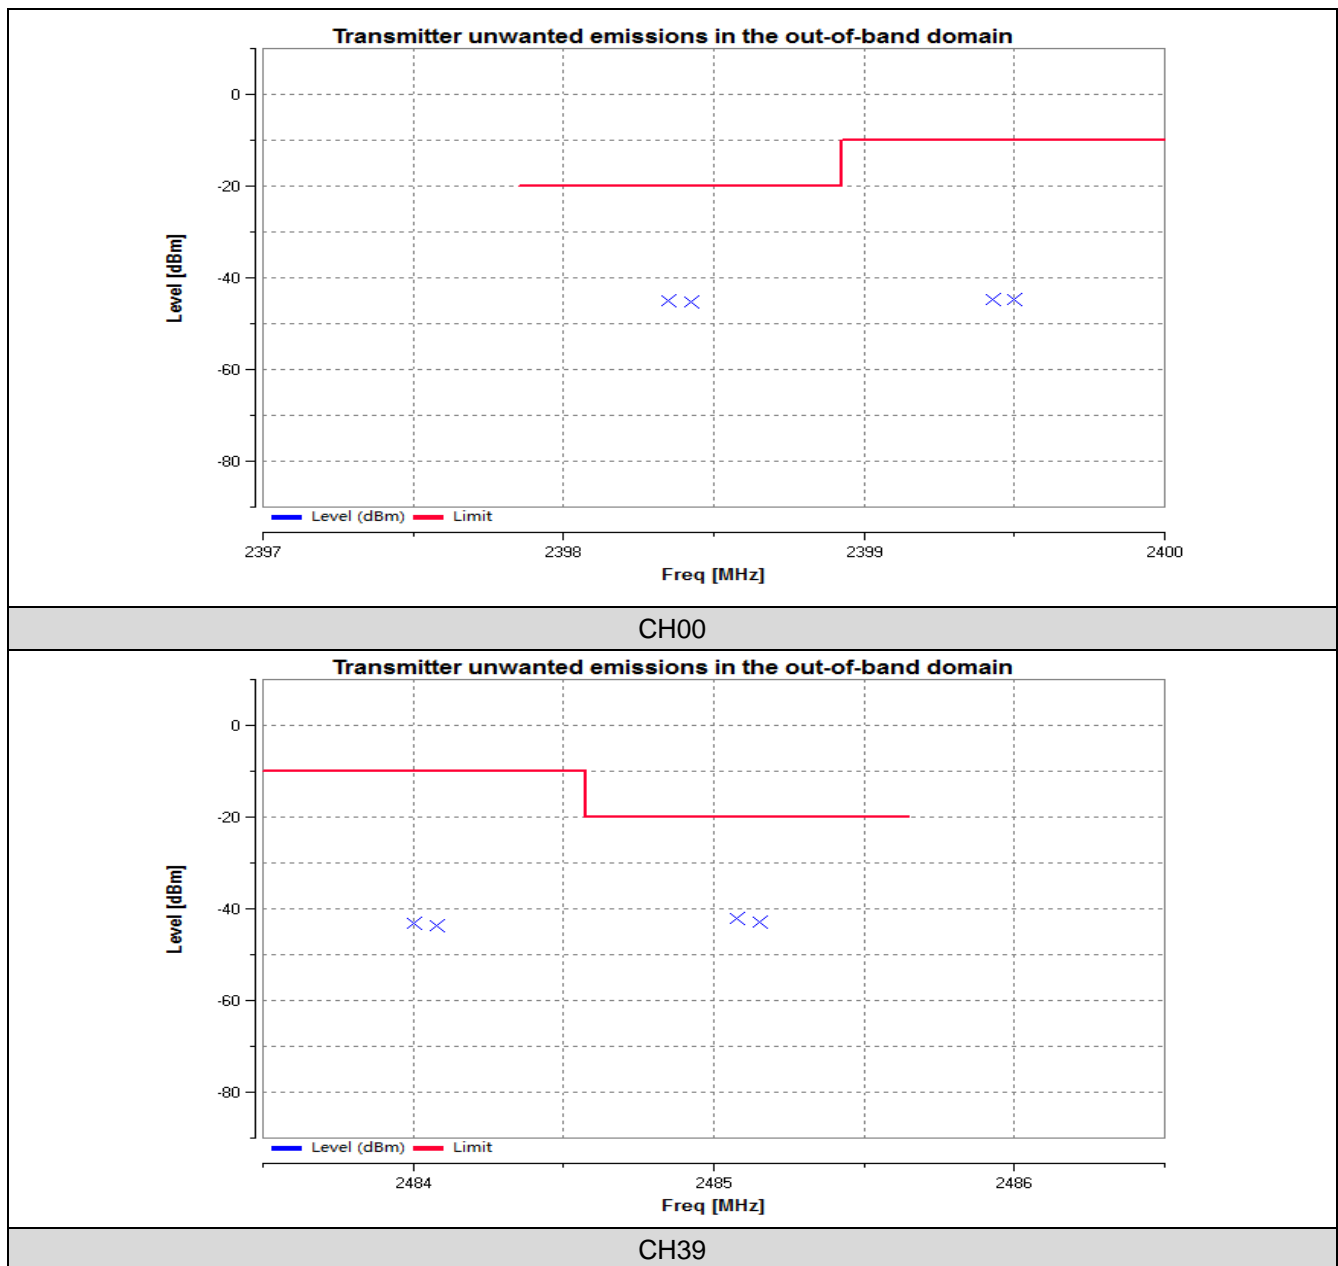 Transmitter unwanted emissions in the out-of-band domain
0
-20
-40
-60
-80
Level [dBm]
Level (dBm) Limit
2397 2398 2399 2400
Freq [MHz]
CH00
Transmitter unwanted emissions in the out-of-band domain
0
-20
-40
-60
-80
Level [dBm]
Level (dBm) Limit
2484 2485 2486
Freq [MHz]
CH39